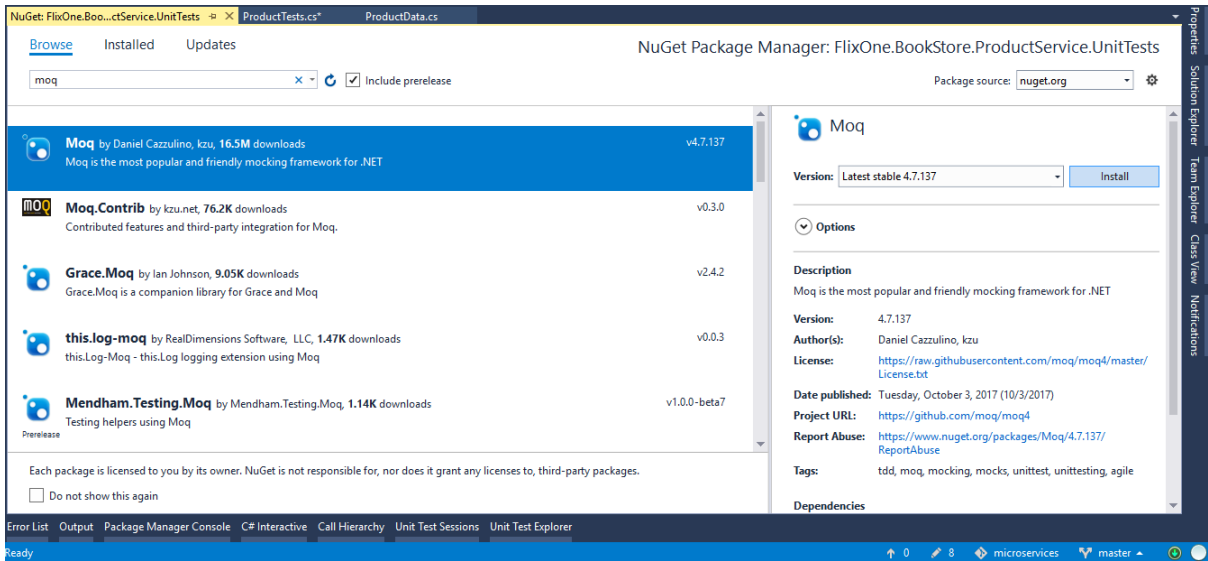 NuGet: FlixOne.Boo...ctService.UnitTests ProductTests.cs* ProductData.cs
Browse Installed Updates
NuGet Package Manager: FlixOne.BookStore.ProductService.UnitTests
moq
Include prerelease
Package source: nuget.org
Moq by Daniel Cazzulino, kzu, 16.5M downloads v4.7.137
Moq is the most popular and friendly mocking framework for .NET
MOQ
Moq.Contrib by kzu.net, 76.2K downloads v0.3.0
Contributed features and third-party integration for Moq.
Grace.Moq by Ian Johnson, 9.05K downloads v2.4.2
Grace.Moq is a companion library for Grace and Moq
this.log-moq by RealDimensions Software, LLC, 1.47K downloads v0.0.3
this.Log-Moq - this.Log logging extension using Moq
Mendham.Testing.Moq by Mendham.Testing.Moq, 1.14K downloads v1.0.0-beta7
Testing helpers using Moq
Prerelease
Each package is licensed to you by its owner. NuGet is not responsible for, nor does it grant any licenses to, third-party packages.
Do not show this again
Moq
Version: Latest stable 4.7.137 Install
Options
Description
Moq is the most popular and friendly mocking framework for .NET
Version: 4.7.137
Author(s): Daniel Cazzulino, kzu
License: https://raw.githubusercontent.com/moq/moq4/master/
License.txt
Date published: Tuesday, October 3, 2017 (10/3/2017)
Project URL: https://github.com/moq/moq4
Report Abuse: https://www.nuget.org/packages/Moq/4.7.137/
ReportAbuse
Tags: tdd, moq, mocking, mocks, unittest, unittesting, agile
Dependencies
Properties
Solution Explorer
Team Explorer
Class View
Notifications
Error List Output Package Manager Console C# Interactive Call Hierarchy Unit Test Sessions Unit Test Explorer
Ready 0 8 microservices master